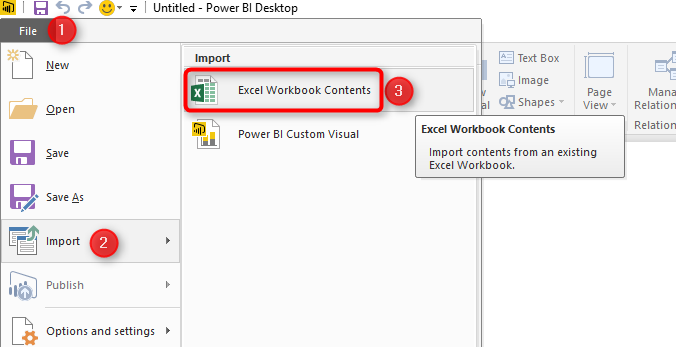 Untitled - Power BI Desktop
File 1
Import
New
Excel Workbook Contents 3
Open
Power BI Custom Visual
Save
Save As
Import 2
Publish
Options and settings
Text Box
Image
Shapes
Page
View
Mana
Relation
Relation
Excel Workbook Contents
Import contents from an existing
Excel Workbook.